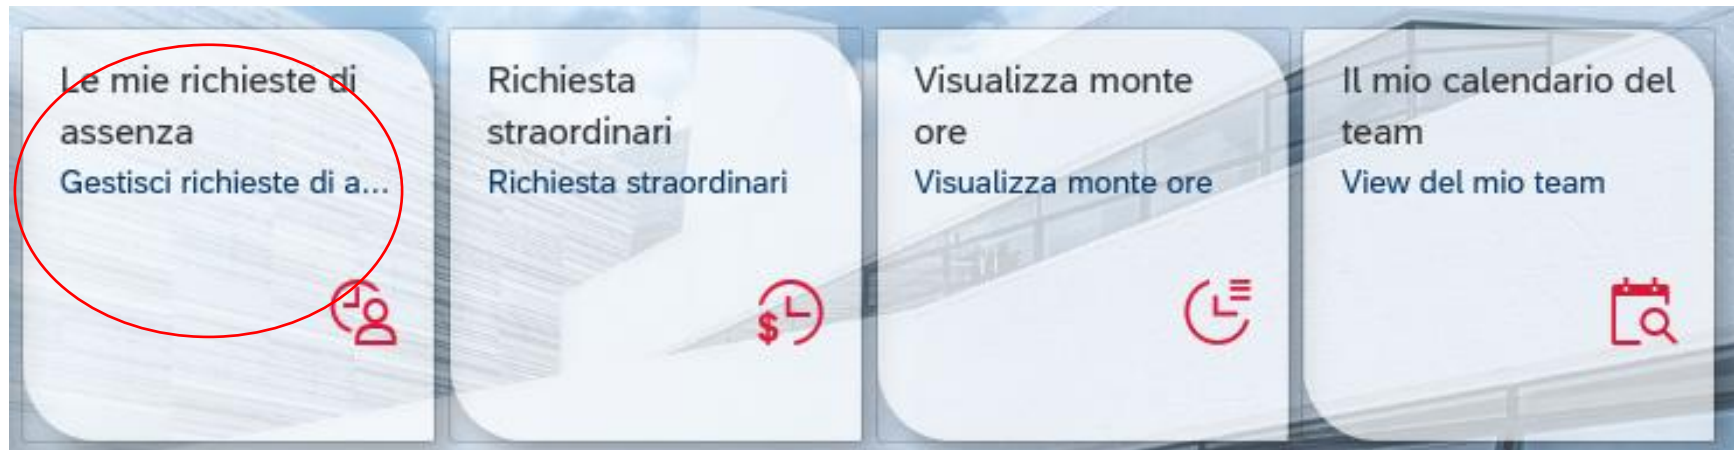 Le mie richieste di
assenza
Gestisci richieste di a...
Richiesta
straordinari
Richiesta straordinari
Visualizza monte
ore
Visualizza monte ore
Il mio calendario del
team
View del mio team
$